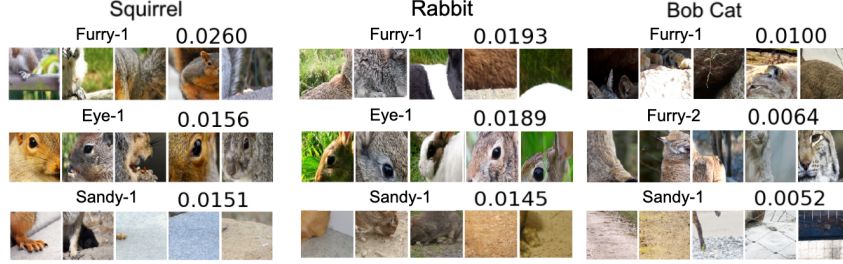 Squirrel
Furry-1 0.0260
Eye-1 0.0156
Sandy-1 0.0151
Rabbit
Furry-1 0.0193
Eye-1 0.0189
Sandy-1 0.0145
Bob Cat
Furry-1 0.0100
Furry-2 0.0064
Sandy-1 0.0052